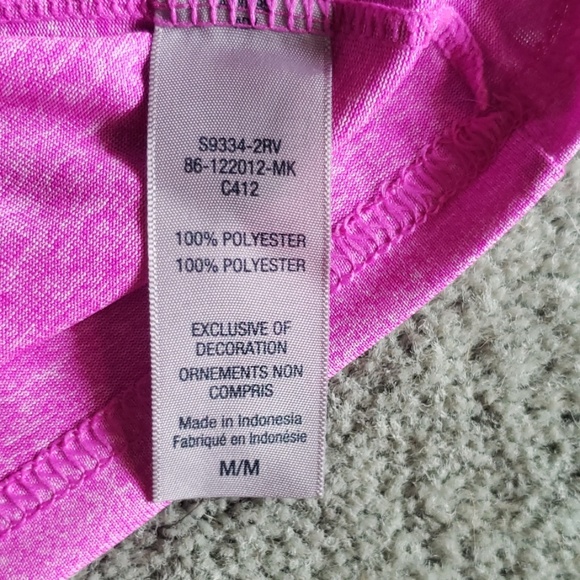 S9334-2RV
86-122012-MK
C412
100% POLYESTER
100% POLYESTER
EXCLUSIVE OF
DECORATION
ORNEMENTS NON
COMPRIS
Made in Indonesia
Fabriqué en Indonésie
M/M